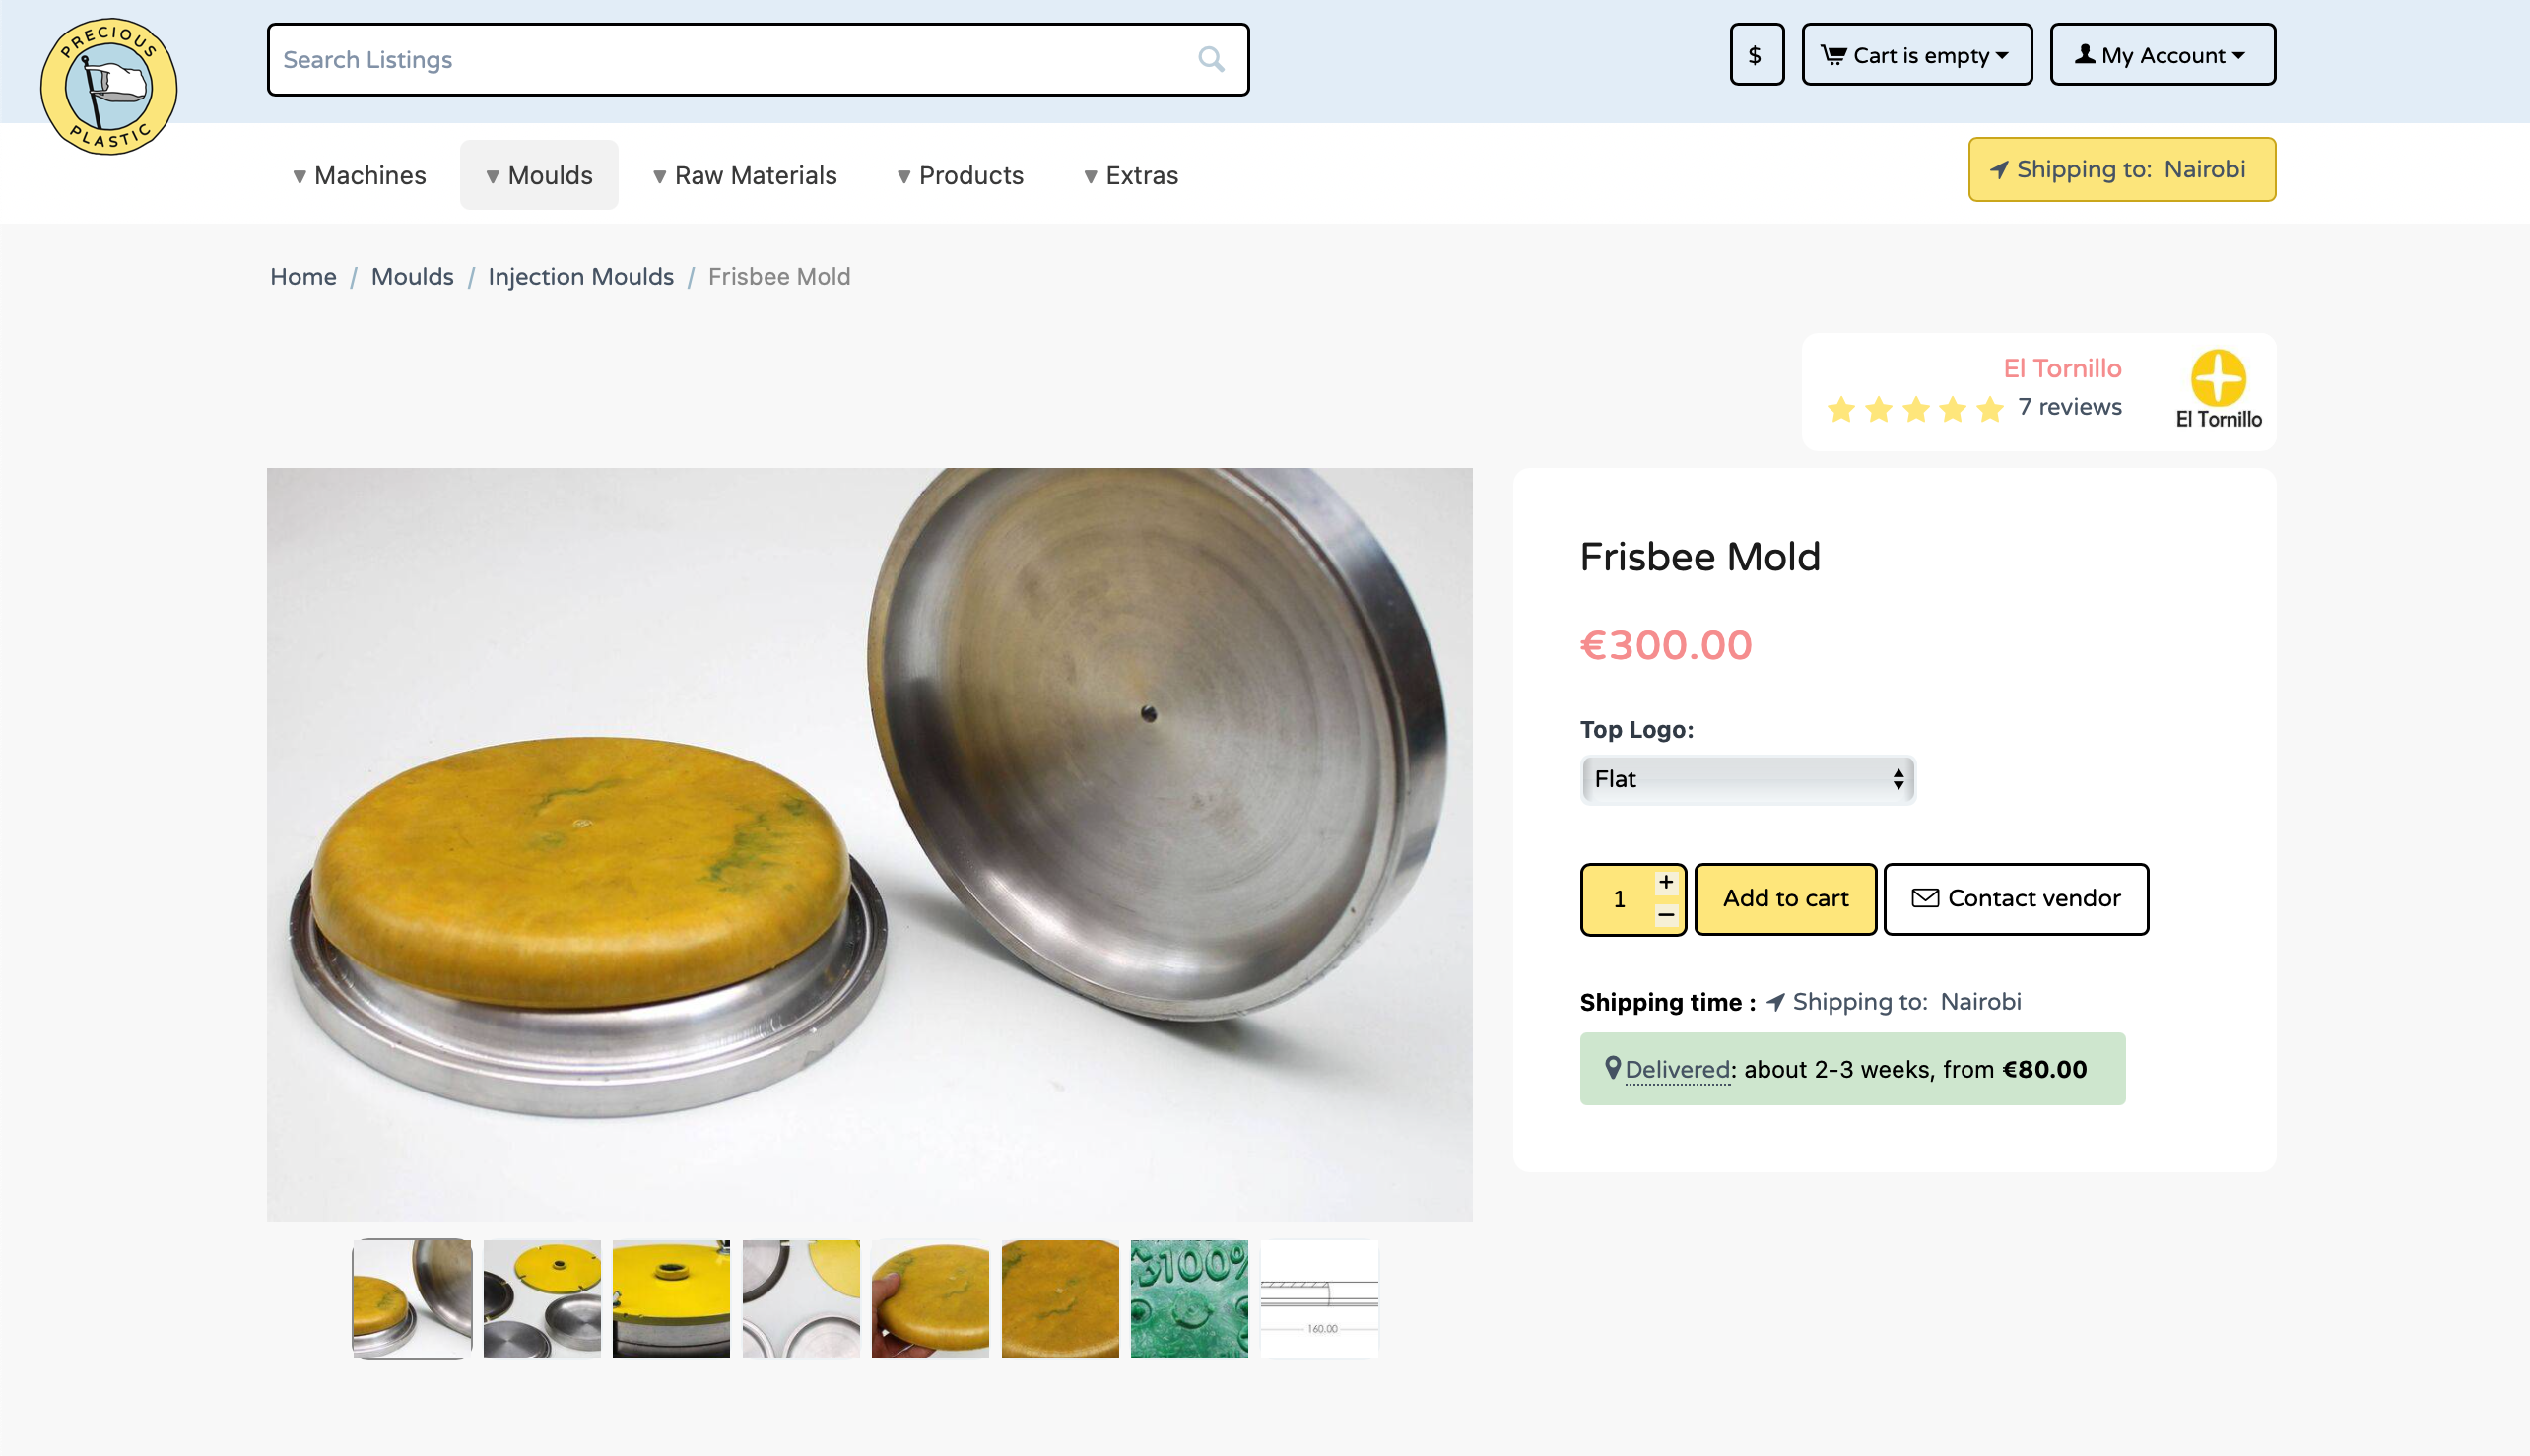 PRECIOUS PLASTIC
Search Listings
$
Cart is empty
My Account
Machines
Moulds
Raw Materials
Products
Extras
Shipping to: Nairobi
Home / Moulds / Injection Moulds / Frisbee Mold
El Tornillo
7 reviews
El Tornillo
Frisbee Mold
€300.00
Top Logo:
Flat
1
+
−
Add to cart
Contact vendor
Shipping time : Shipping to: Nairobi
Delivered: about 2-3 weeks, from €80.00
100%
160.00